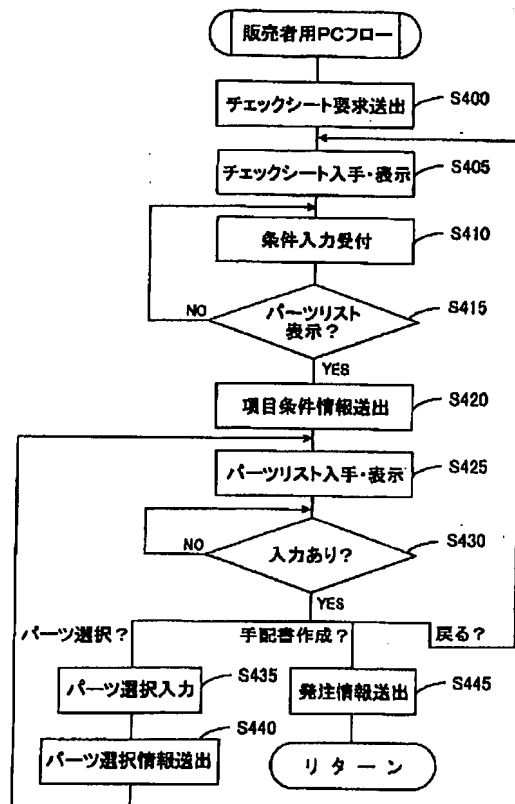 販売者用PCフロー
チェックシート要求送出
S400
チェックシート入手・表示
S405
条件入力受付
S410
パーツリスト
表示?
S415
NO
YES
項目条件情報送出
S420
パーツリスト入手・表示
S425
入力あり?
S430
NO
YES
パーツ選択?
手配書作成?
戻る?
パーツ選択入力
S435
発注情報送出
S445
パーツ選択情報送出
S440
リターン